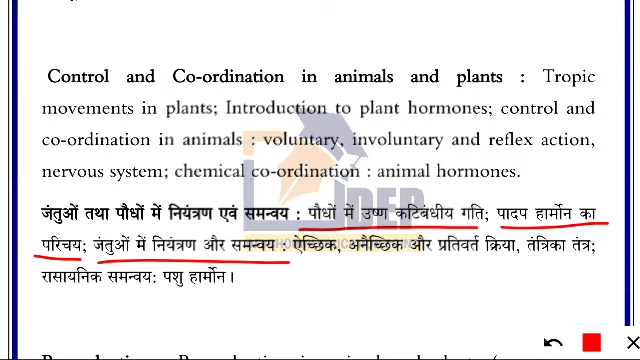 Control and Co-ordination in animals and plants : Tropic
movements in plants; Introduction to plant hormones; control and
co-ordination in animals : voluntary, involuntary and reflex action,
nervous system; chemical co-ordination : animal hormones.
जंतुओं तथा पौधों में नियंत्रण एवं समन्वय : पौधों में उष्ण कटिबंधीय गति; पादप हार्मोन का
परिचय; जंतुओं में नियंत्रण और समन्वय : ऐच्छिक, अनैच्छिक और प्रतिवर्त क्रिया, तंत्रिका तंत्र;
रासायनिक समन्वय: पशु हार्मोन।